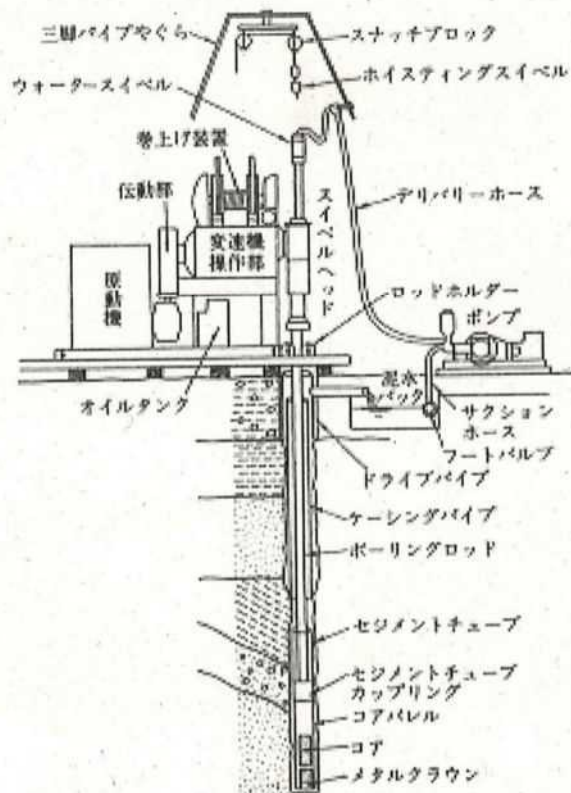 三脚パイプやぐら
スナッチブロック
ホイスティングスイベル
ウォータースイベル
巻上げ装置
伝動部
デリバリーホース
変速機
操作部
スイベルヘッド
原動機
ロッドホルダー
ポンプ
泥水
バック
オイルタンク
サクション
ホース
フートバルブ
ドライブパイプ
ケーシングパイプ
ボーリングロッド
セジメントチューブ
セジメントチューブ
カップリング
コアバレル
コア
メタルクラウン